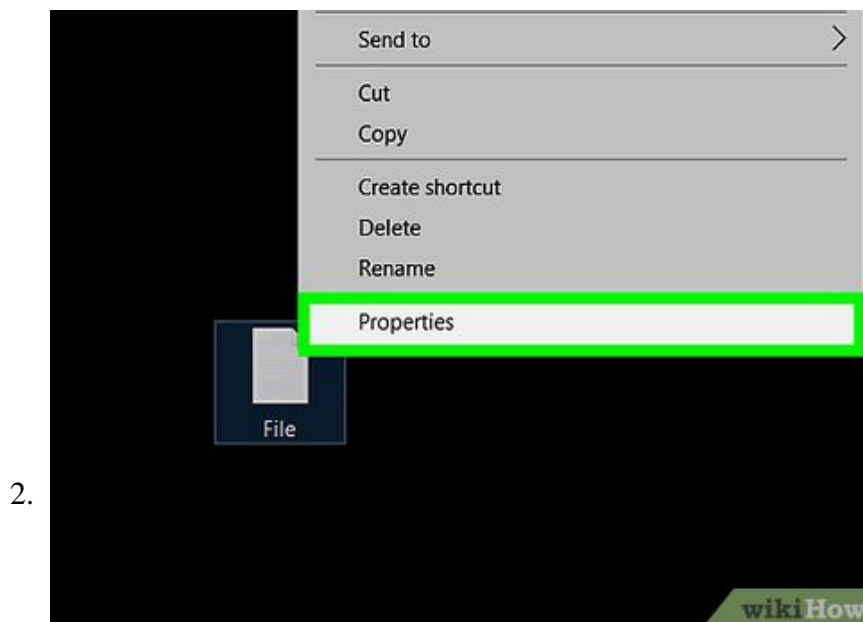 Send to
Cut
Copy
Create shortcut
Delete
Rename
Properties
File
2.
wikiHow